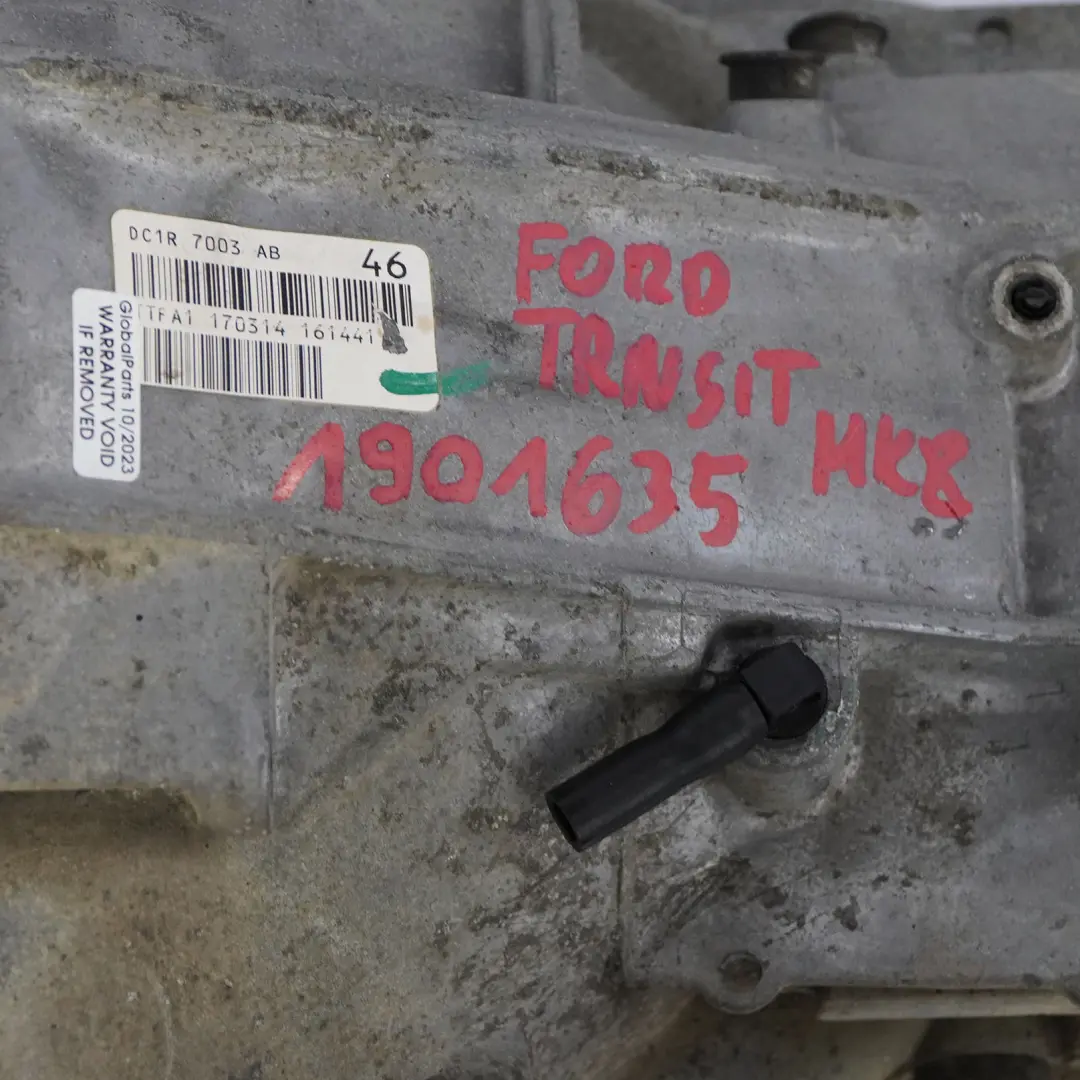 DC1R 7003 AB 46
TFA1 170314 161441
GlobalParts 10/2023
WARRANTY VOID
IF REMOVED
FORD
TRNSIT
MK8
1901635